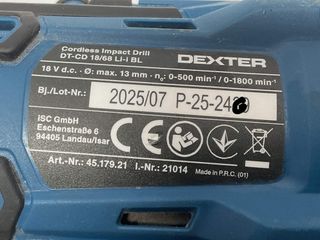 Cordless Impact Drill
DT-CD 18/68 Li-i BL
DEXTER
18 V d.c. · Ø: max. 13 mm · n₀: 0-500 min⁻¹ / 0-1800 min⁻¹
Bj./Lot-Nr.: 2025/07 P-25-24
ISC GmbH
Eschenstraße 6
94405 Landau/Isar
Art.-Nr.: 45.179.21 I.-Nr.: 21014
Made in P.R.C. (01)